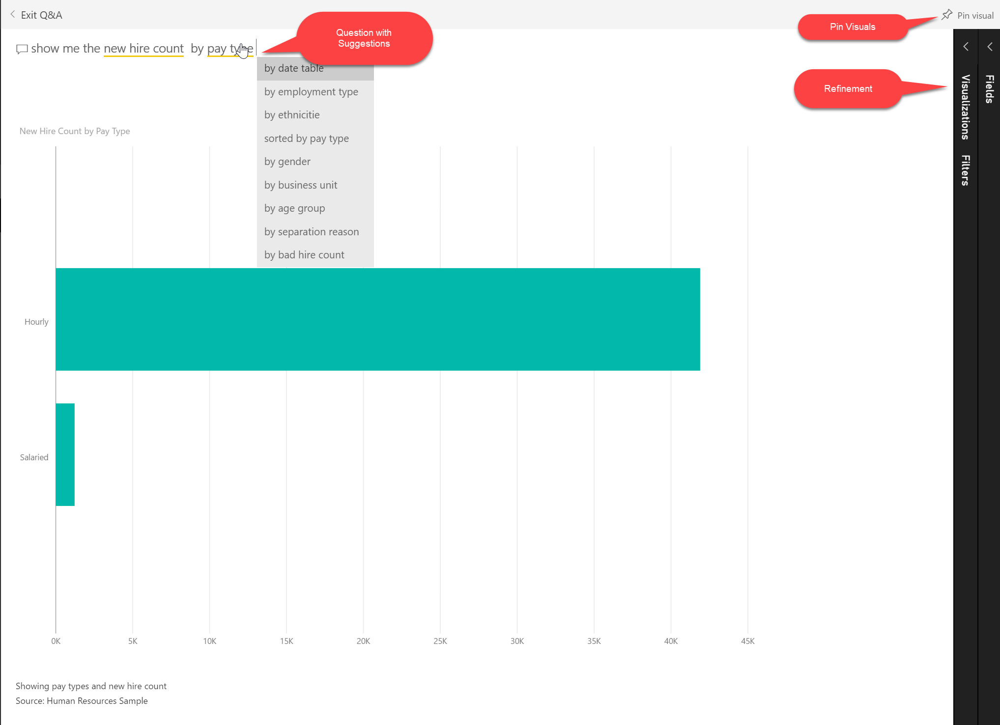 Exit Q&A
Pin visual
Pin Visuals
Question with
Suggestions
show me the new hire count by pay type
by date table
by employment type
by ethnicitie
sorted by pay type
by gender
by business unit
by age group
by separation reason
by bad hire count
Refinement
Visualizations
Filters
Fields
New Hire Count by Pay Type
Hourly
Salaried
0K 5K 10K 15K 20K 25K 30K 35K 40K 45K
Showing pay types and new hire count
Source: Human Resources Sample